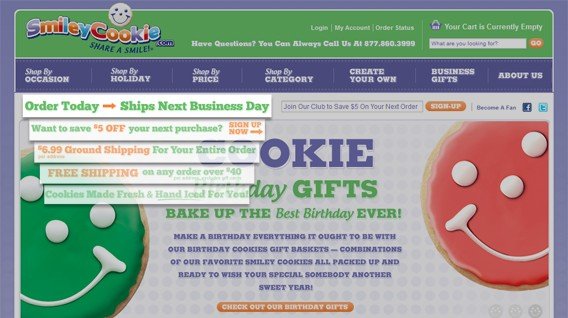 SmileyCookie.com
SHARE A SMILE!
Login | My Account | Order Status
Your Cart is Currently Empty
Have Questions? You Can Always Call Us At 877.860.3999
What are you looking for?
GO
Shop By OCCASION
Shop By HOLIDAY
Shop By PRICE
Shop By CATEGORY
CREATE YOUR OWN
BUSINESS GIFTS
ABOUT US
Order Today → Ships Next Business Day
Join Our Club to Save $5 On Your Next Order
SIGN-UP
Become A Fan
Want to save $5 OFF your next purchase? SIGN UP NOW →
$6.99 Ground Shipping For Your Entire Order
per address
FREE SHIPPING on any order over $40
per address, excludes gift cards
Cookies Made Fresh & Hand Iced For You!
COOKIE
Birthday GIFTS
BAKE UP THE Best Birthday EVER!
MAKE A BIRTHDAY EVERYTHING IT OUGHT TO BE WITH
OUR BIRTHDAY COOKIES GIFT BASKETS — COMBINATIONS
OF OUR FAVORITE SMILEY COOKIES ALL PACKED UP AND
READY TO WISH YOUR SPECIAL SOMEBODY ANOTHER
SWEET YEAR!
CHECK OUT OUR BIRTHDAY GIFTS